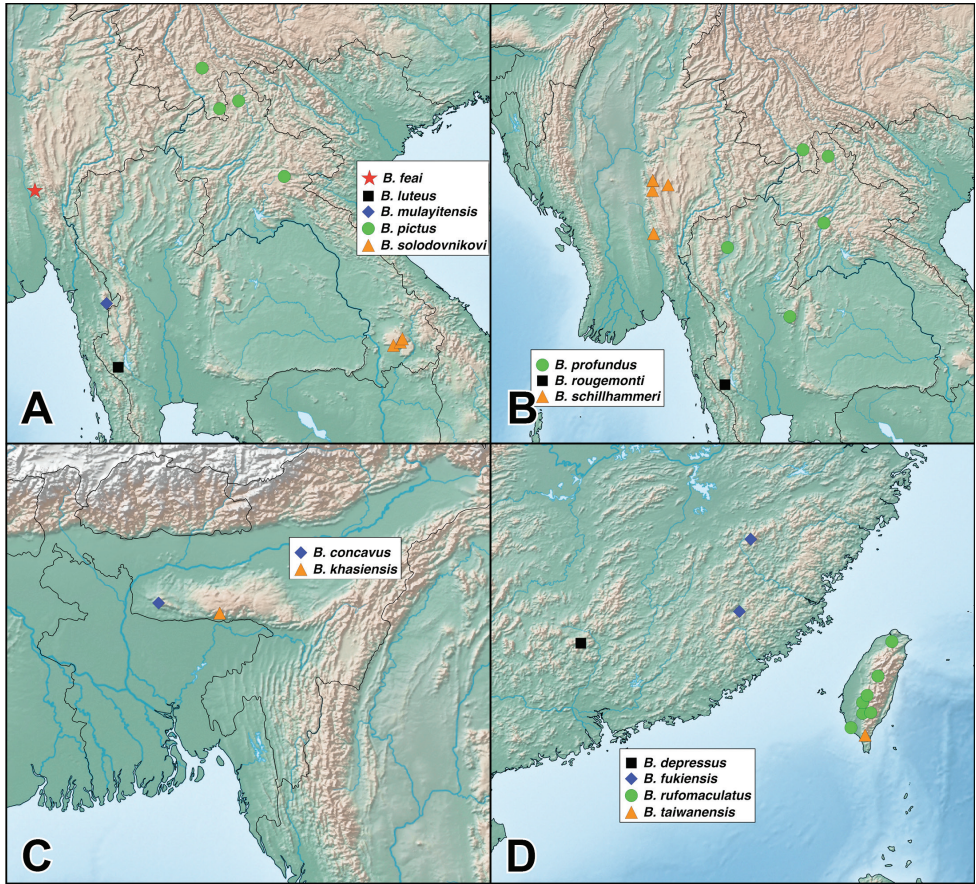 B. feai
B. luteus
B. mulayitensis
B. pictus
B. solodovnikovi
A
B. profundus
B. rougemonti
B. schillhammeri
B
B. concavus
B. khasiensis
C
B. depressus
B. fukiensis
B. rufomaculatus
B. taiwanensis
D